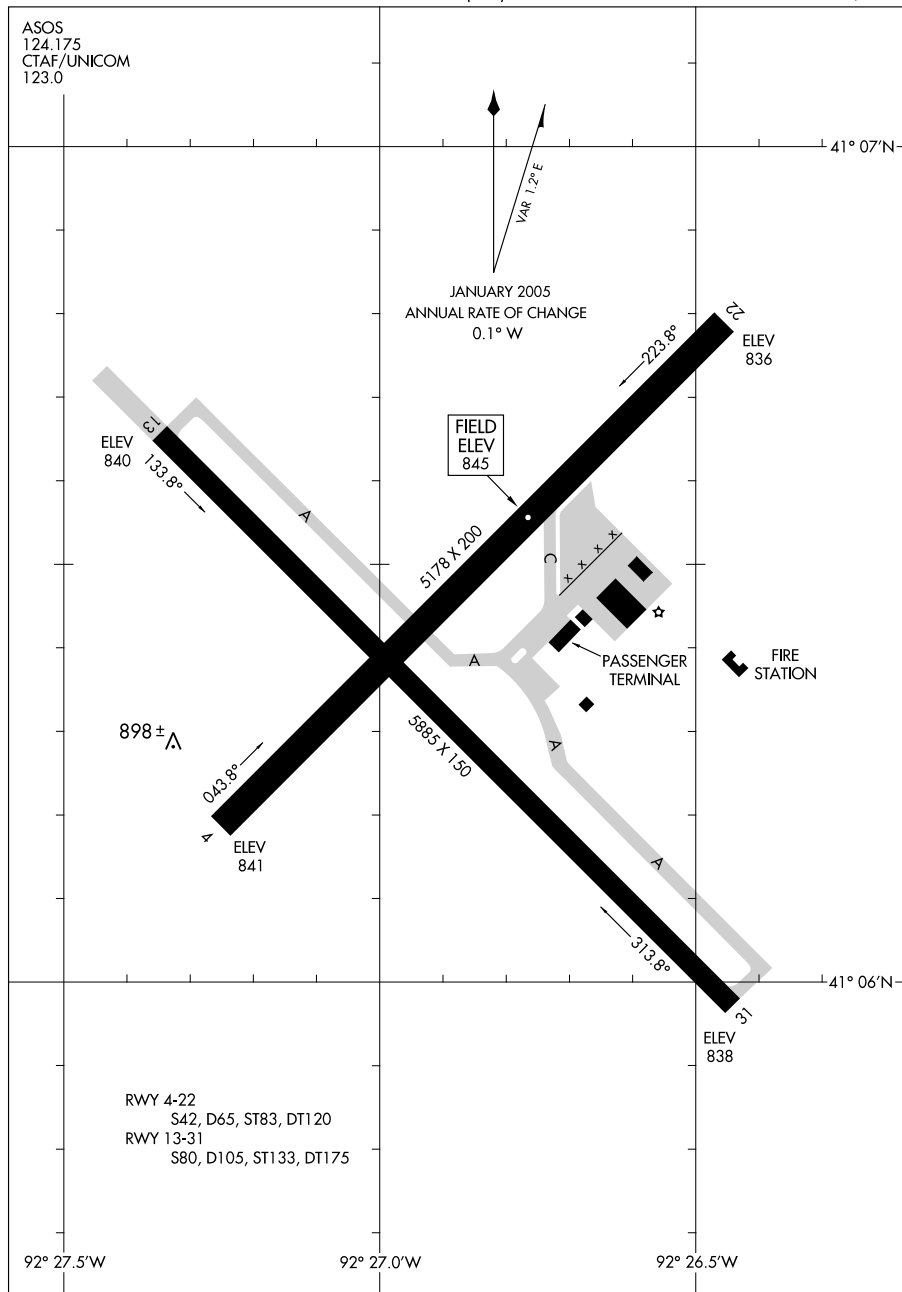 ASOS
124.175
CTAF/UNICOM
123.0
41° 07'N
VAR 1.2° E
JANUARY 2005
ANNUAL RATE OF CHANGE
0.1° W
22
ELEV
836
223.8°
13
ELEV
840
133.8°
FIELD
ELEV
845
A
5178 X 200
C
X X X X
A
PASSENGER
TERMINAL
FIRE
STATION
898 ±
5885 X 150
A
043.8°
4
ELEV
841
A
313.8°
41° 06'N
31
ELEV
838
RWY 4-22
S42, D65, ST83, DT120
RWY 13-31
S80, D105, ST133, DT175
92° 27.5'W
92° 27.0'W
92° 26.5'W